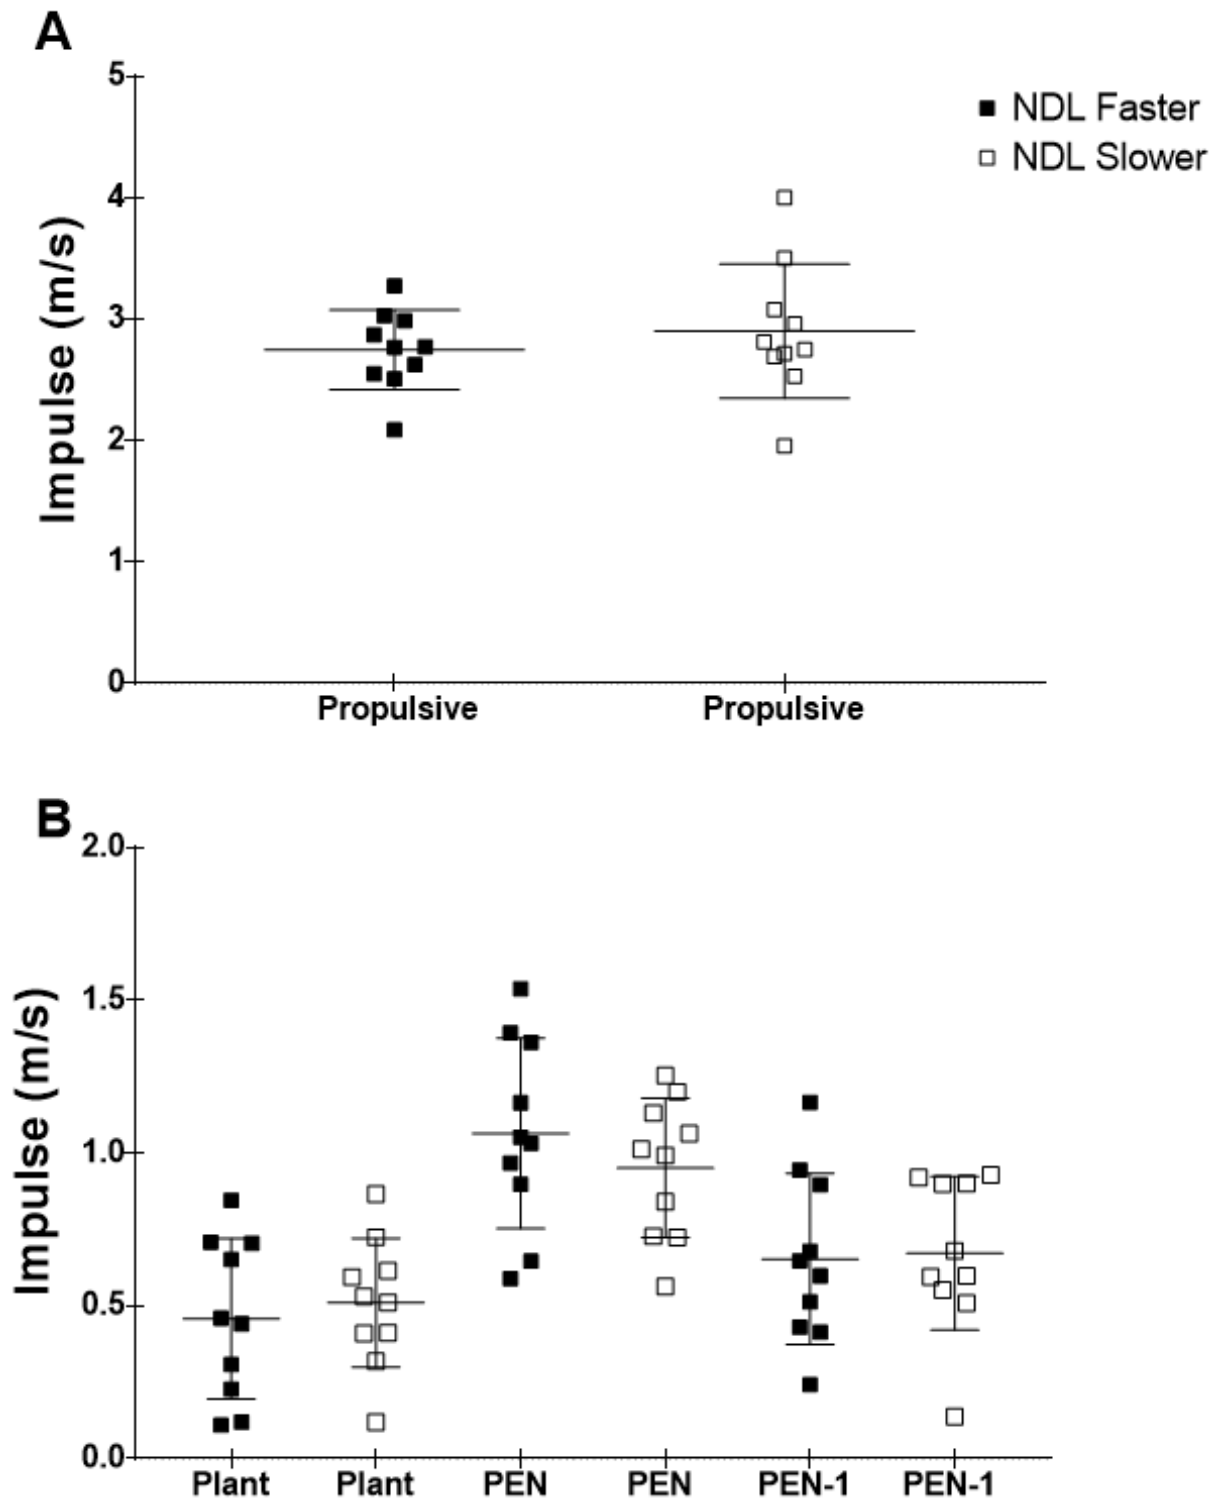 A
5
NDL Faster
NDL Slower
4
3
2
1
0
Impulse (m/s)
Propulsive Propulsive
B
2.0
1.5
1.0
0.5
0.0
Impulse (m/s)
Plant Plant PEN PEN PEN-1 PEN-1